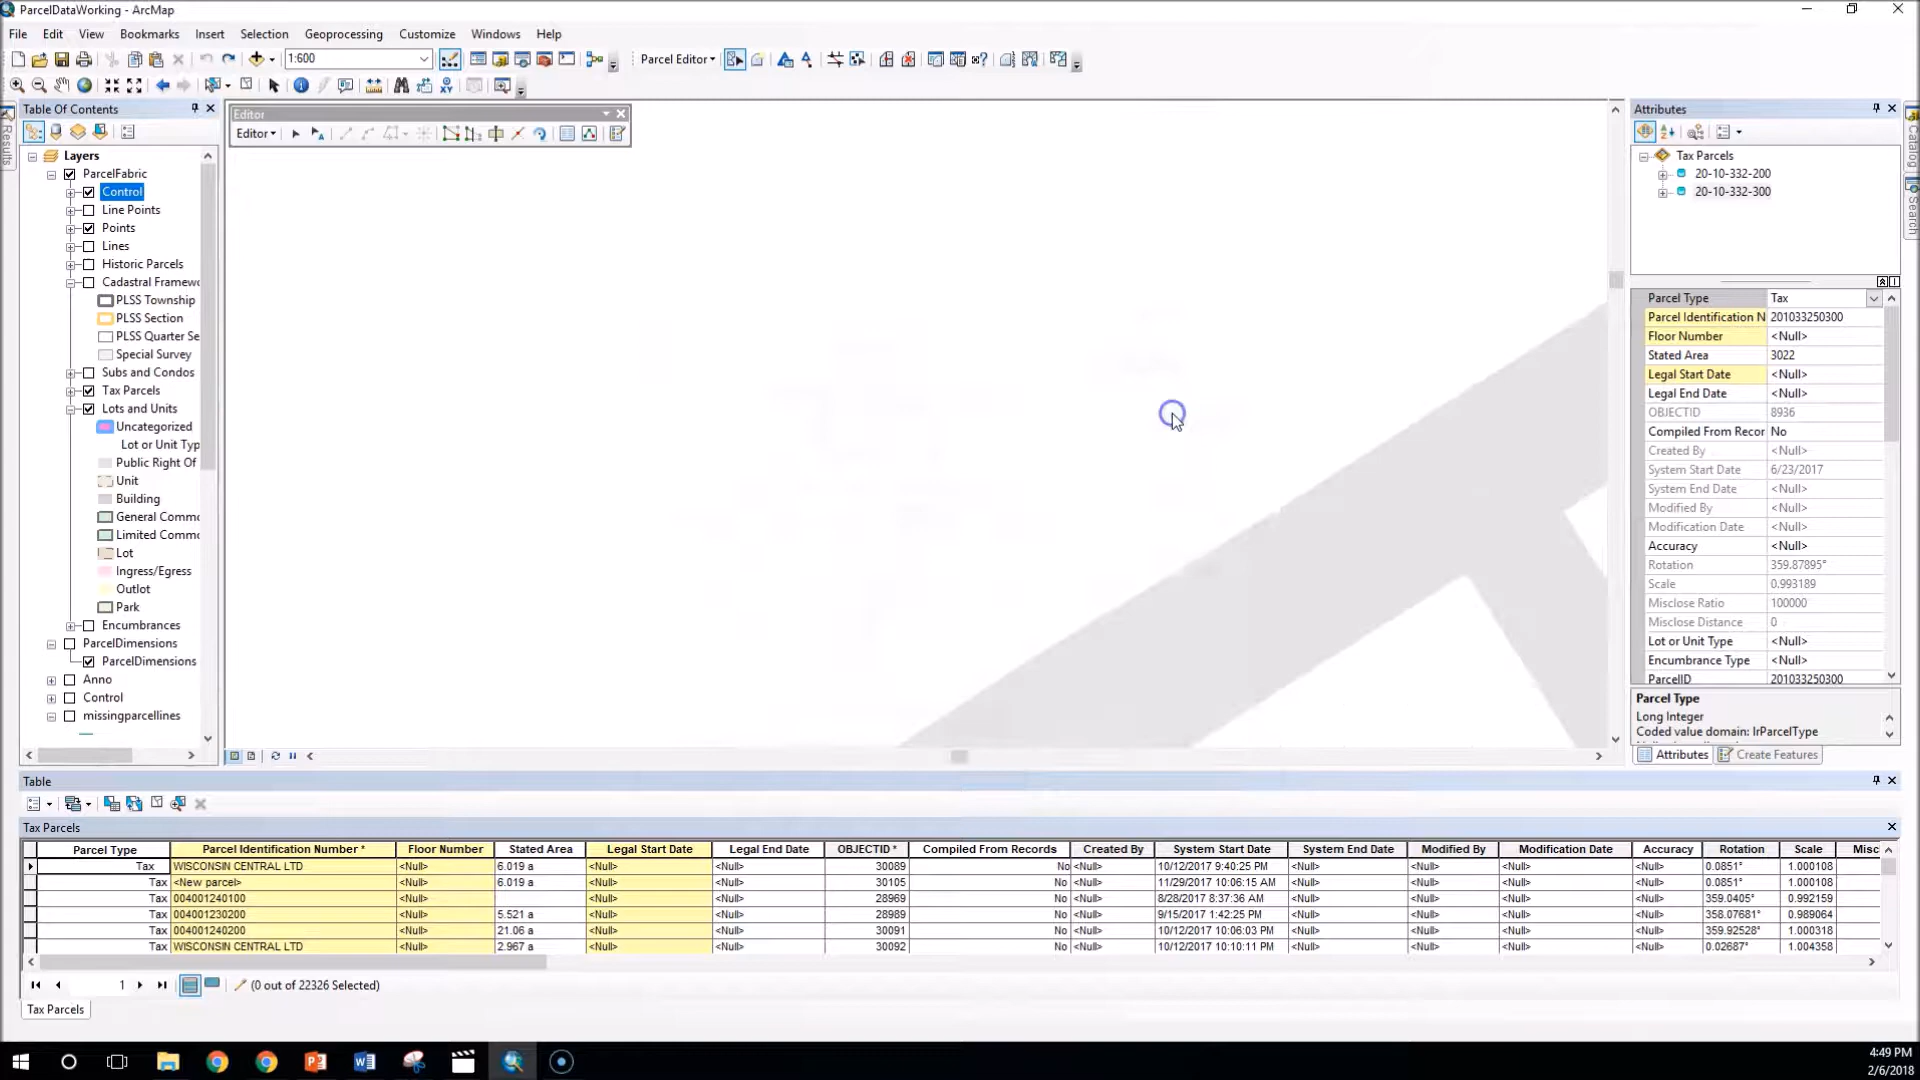 ParcelDataWorking - ArcMap
File Edit View Bookmarks Insert Selection Geoprocessing Customize Windows Help
1:600 Parcel Editor
Table Of Contents
Editor
Editor
Attributes
Results
Catalog
Search
Layers
ParcelFabric
Control
Line Points
Points
Lines
Historic Parcels
Cadastral Framew
PLSS Township
PLSS Section
PLSS Quarter Se
Special Survey
Subs and Condos
Tax Parcels
Lots and Units
Uncategorized
Lot or Unit Typ
Public Right Of
Unit
Building
General Commo
Limited Commo
Lot
Ingress/Egress
Outlot
Park
Encumbrances
ParcelDimensions
ParcelDimensions
Anno
Control
missingparcellines
Tax Parcels
20-10-332-200
20-10-332-300
Parcel Type Tax
Parcel Identification N 201033250300
Floor Number <Null>
Stated Area 3022
Legal Start Date <Null>
Legal End Date <Null>
OBJECTID 8936
Compiled From Recor No
Created By <Null>
System Start Date 6/23/2017
System End Date <Null>
Modified By <Null>
Modification Date <Null>
Accuracy <Null>
Rotation 359.87895°
Scale 0.993189
Misclose Ratio 100000
Misclose Distance 0
Lot or Unit Type <Null>
Encumbrance Type <Null>
ParcelID 201033250300
Parcel Type
Long Integer
Coded value domain: lrParcelType
Attributes Create Features
Table
Tax Parcels
Parcel Type Parcel Identification Number * Floor Number Stated Area Legal Start Date Legal End Date OBJECTID * Compiled From Records Created By System Start Date System End Date Modified By Modification Date Accuracy Rotation Scale Misc
Tax WISCONSIN CENTRAL LTD <Null> 6.019 a <Null> <Null> 30089 No <Null> 10/12/2017 9:40:25 PM <Null> <Null> <Null> <Null> 0.0851° 1.000108
Tax <New parcel> <Null> 6.019 a <Null> <Null> 30105 No <Null> 11/29/2017 10:06:15 AM <Null> <Null> <Null> <Null> 0.0851° 1.000108
Tax 004001240100 <Null> <Null> <Null> 28969 No <Null> 8/28/2017 8:37:36 AM <Null> <Null> <Null> <Null> 359.0405° 0.992159
Tax 004001230200 <Null> 5.521 a <Null> <Null> 28989 No <Null> 9/15/2017 1:42:25 PM <Null> <Null> <Null> <Null> 358.07681° 0.989064
Tax 004001240200 <Null> 21.06 a <Null> <Null> 30091 No <Null> 10/12/2017 10:06:03 PM <Null> <Null> <Null> <Null> 359.92528° 1.000318
Tax WISCONSIN CENTRAL LTD <Null> 2.967 a <Null> <Null> 30092 No <Null> 10/12/2017 10:10:11 PM <Null> <Null> <Null> <Null> 0.02687° 1.004358
1 (0 out of 22326 Selected)
Tax Parcels
4:49 PM
2/6/2018